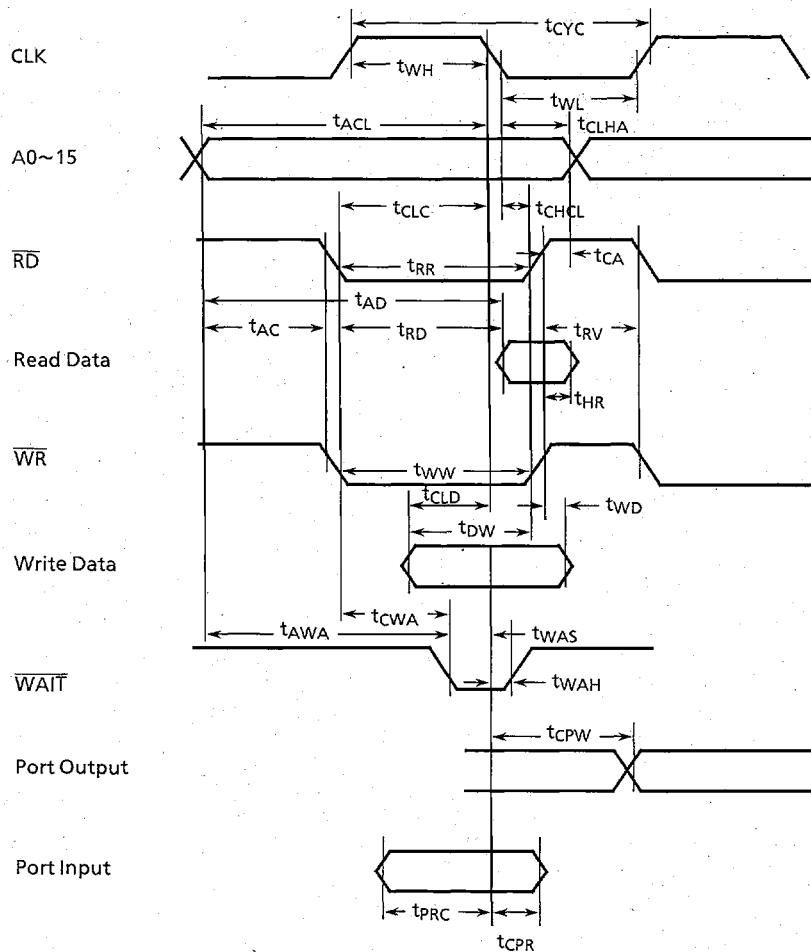 tCYC
CLK
tWH
tWL
tACL
tCLHA
A0~15
tCLC
tCHCL
RD
tRR
tCA
tAD
tAC
tRD
tRV
Read Data
tHR
WR
tWW
tCLD
tWD
tDW
Write Data
tCWA
tAWA
tWAS
WAIT
tWAH
tCPW
Port Output
Port Input
tPRC
tCPR